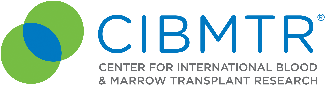 CIBMTR®
CENTER FOR INTERNATIONAL BLOOD
& MARROW TRANSPLANT RESEARCH